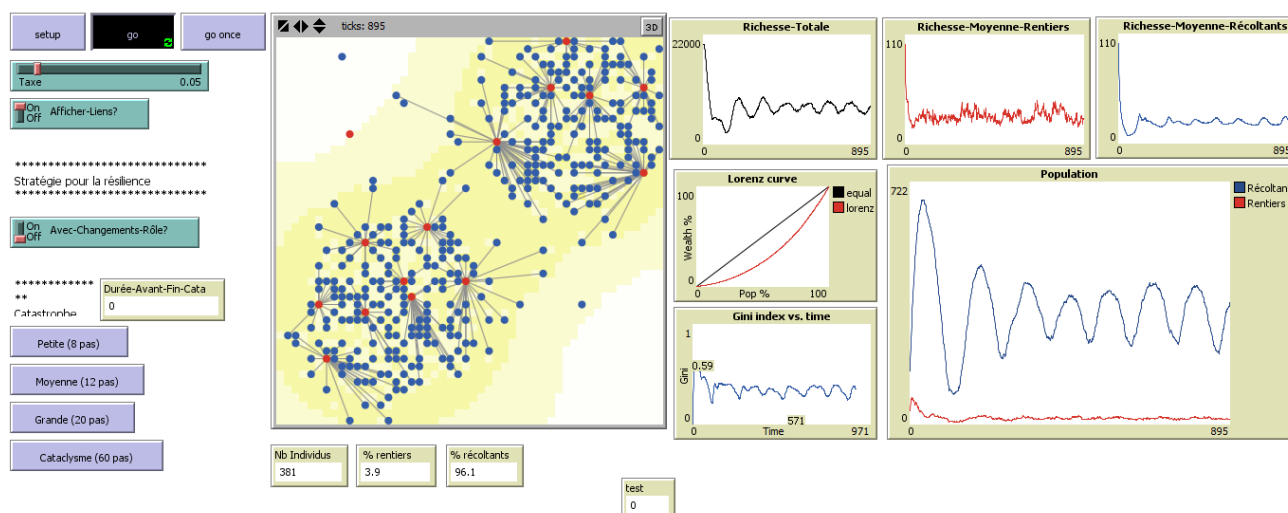 setup
go
go once
Taxe
0.05
On
Off
Afficher-Liens?
****************************
Stratégie pour la résilience
****************************
On
Off
Avec-Changements-Rôle?
************
**
Catastrophe
Durée-Avant-Fin-Cata
0
Petite (8 pas)
Moyenne (12 pas)
Grande (20 pas)
Cataclysme (60 pas)
ticks: 895
3D
Nb Individus
381
% rentiers
3.9
% récoltants
96.1
test
0
Richesse-Totale
22000
0
0
895
Richesse-Moyenne-Rentiers
110
0
0
895
Richesse-Moyenne-Récoltants
110
0
0
895
Lorenz curve
100
Wealth %
0
0
Pop %
100
equal
lorenz
Gini index vs. time
1
Gini
0.59
0
571
0
Time
971
Population
722
0
0
895
Récoltan
Rentiers